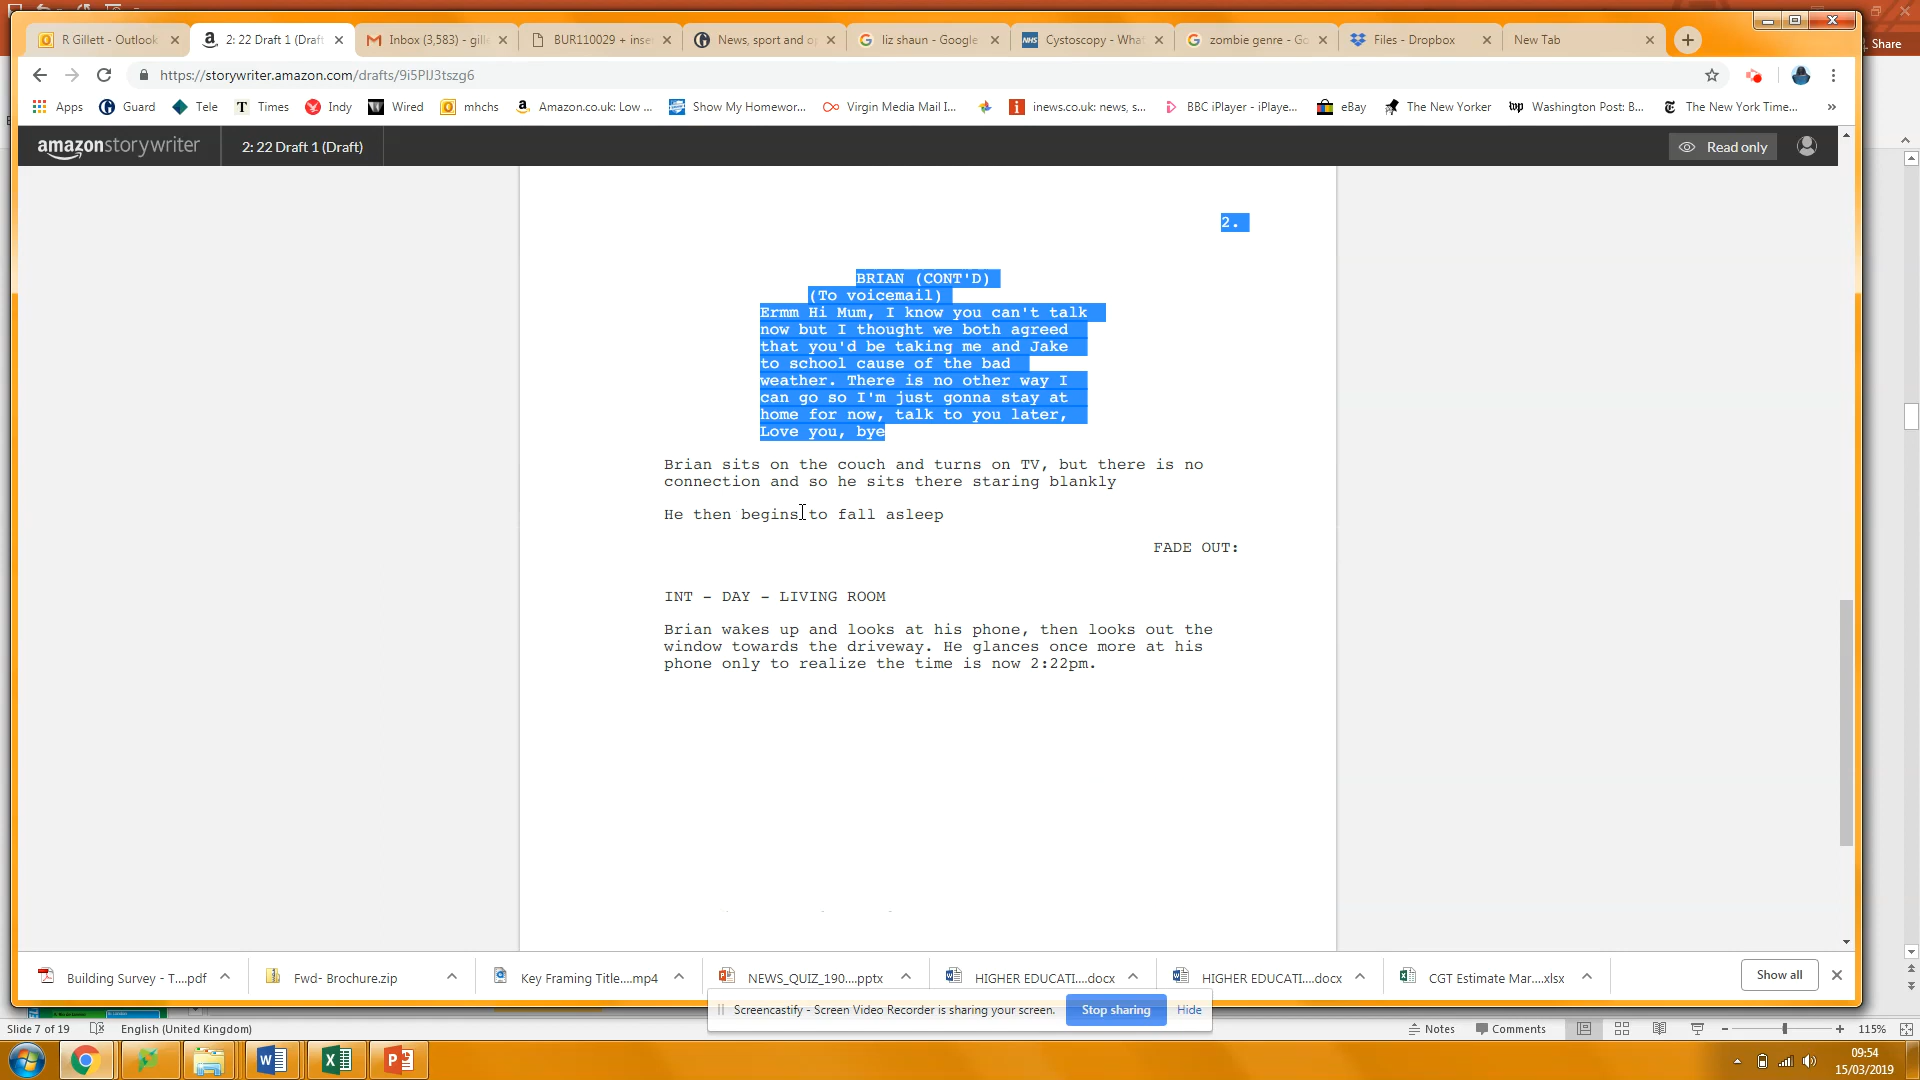 Share
R Gillett - Outlook
2: 22 Draft 1 (Draft
Inbox (3,583) - gille
BUR110029 + inse
News, sport and op
liz shaun - Google
Cystoscopy - What
zombie genre - Go
Files - Dropbox
New Tab
https://storywriter.amazon.com/drafts/9i5PlJ3tszg6
Apps
Guard
Tele
Times
Indy
Wired
mhchs
Amazon.co.uk: Low ...
Show My Homewor...
Virgin Media Mail I...
inews.co.uk: news, s...
BBC iPlayer - iPlaye...
eBay
The New Yorker
Washington Post: B...
The New York Time...
amazonstorywriter
2: 22 Draft 1 (Draft)
Read only
2.
BRIAN (CONT'D)
(To voicemail)
Ermm Hi Mum, I know you can't talk
now but I thought we both agreed
that you'd be taking me and Jake
to school cause of the bad
weather. There is no other way I
can go so I'm just gonna stay at
home for now, talk to you later,
Love you, bye
Brian sits on the couch and turns on TV, but there is no
connection and so he sits there staring blankly
He then begins to fall asleep
FADE OUT:
INT - DAY - LIVING ROOM
Brian wakes up and looks at his phone, then looks out the
window towards the driveway. He glances once more at his
phone only to realize the time is now 2:22pm.
Building Survey - T....pdf
Fwd- Brochure.zip
Key Framing Title....mp4
NEWS_QUIZ_190....pptx
HIGHER EDUCATI....docx
HIGHER EDUCATI....docx
CGT Estimate Mar....xlsx
Show all
Screencastify - Screen Video Recorder is sharing your screen.
Stop sharing
Hide
Slide 7 of 19
English (United Kingdom)
Notes
Comments
115%
09:54
15/03/2019